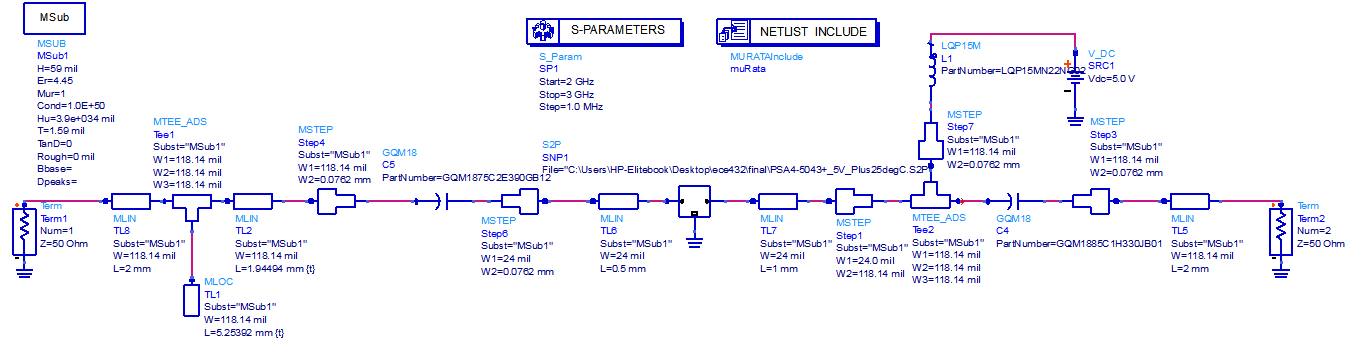 MSub
MSUB
MSub1
H=59 mil
Er=4.45
Mur=1
Cond=1.0E+50
Hu=3.9e+034 mil
T=1.59 mil
TanD=0
Rough=0 mil
Bbase=
Dpeaks=
S-PARAMETERS
S_Param
SP1
Start=2 GHz
Stop=3 GHz
Step=1.0 MHz
NETLIST INCLUDE
MURATAInclude
muRata
LQP15M
L1
V_DC
SRC1
Vdc=5.0 V
Term
Term1
Num=1
Z=50 Ohm
MLIN
TL8
Subst="MSub1"
W=118.14 mil
L=2 mm
MTEE_ADS
Tee1
Subst="MSub1"
W1=118.14 mil
W2=118.14 mil
W3=118.14 mil
MLOC
TL1
Subst="MSub1"
W=118.14 mil
L=5.25392 mm {t}
MLIN
TL2
Subst="MSub1"
W=118.14 mil
L=1.94494 mm {t}
MSTEP
Step4
Subst="MSub1"
W1=118.14 mil
W2=0.0762 mm
GQM18
C5
PartNumber=GQM1875C2E390GB12
MSTEP
Step6
Subst="MSub1"
W1=24 mil
W2=0.0762 mm
S2P
SNP1
File="C:\Users\HP-Elitebook\Desktop\ece432\final\PSA4-5043+_5V_Plus25degC.S2P"
MLIN
TL6
Subst="MSub1"
W=24 mil
L=0.5 mm
MLIN
TL7
Subst="MSub1"
W=24 mil
L=1 mm
MSTEP
Step1
Subst="MSub1"
W1=24.0 mil
W2=118.14 mil
MSTEP
Step7
Subst="MSub1"
W1=118.14 mil
W2=0.0762 mm
MTEE_ADS
Tee2
Subst="MSub1"
W1=118.14 mil
W2=118.14 mil
W3=118.14 mil
GQM18
C4
PartNumber=GQM1885C1H330JB01
MSTEP
Step3
Subst="MSub1"
W1=118.14 mil
W2=0.0762 mm
MLIN
TL5
Subst="MSub1"
W=118.14 mil
L=2 mm
Term
Term2
Num=2
Z=50 Ohm